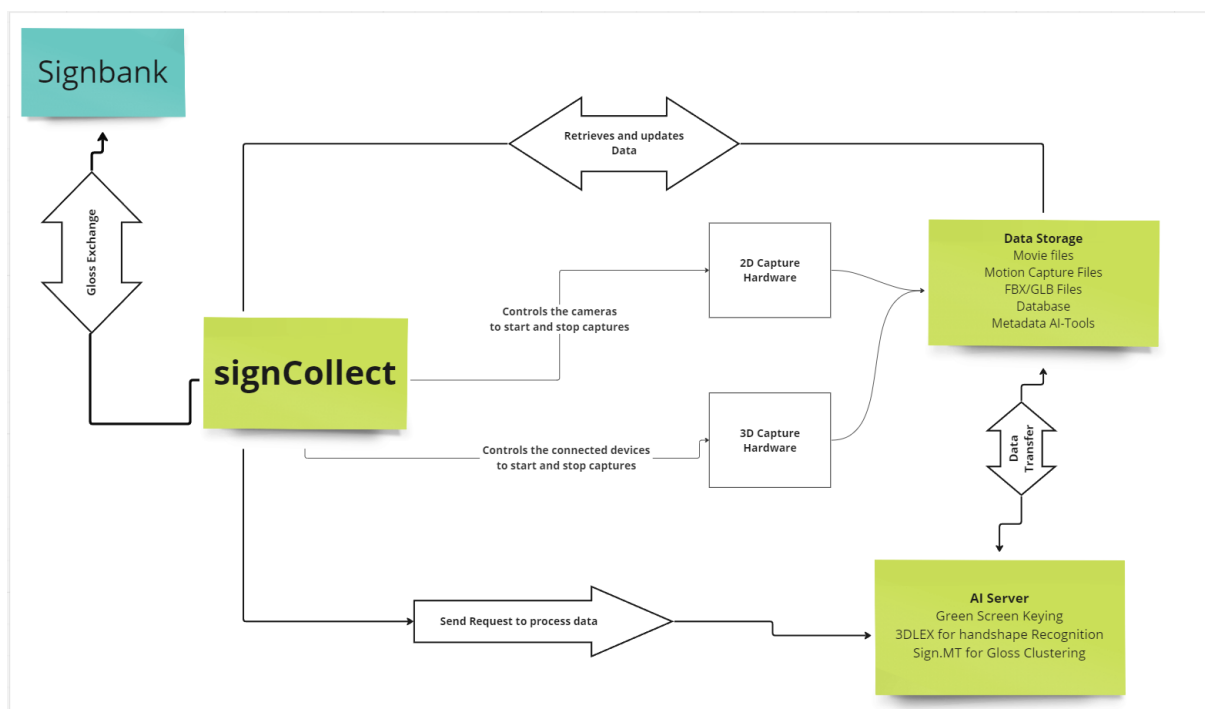 Signbank
Gloss Exchange
Retrieves and updates
Data
signCollect
Controls the cameras
to start and stop captures
2D Capture
Hardware
Controls the connected devices
to start and stop captures
3D Capture
Hardware
Data Storage
Movie files
Motion Capture Files
FBX/GLB Files
Database
Metadata AI-Tools
Data
Transfer
Send Request to process data
AI Server
Green Screen Keying
3DLEX for handshape Recognition
Sign.MT for Gloss Clustering